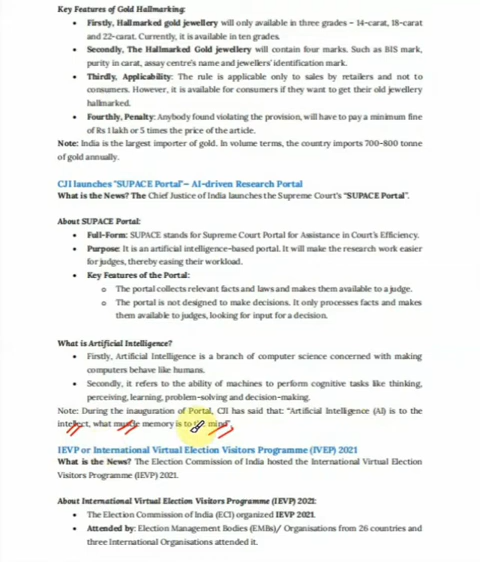 Key Features of Gold Hallmarking:
• Firstly, Hallmarked gold jewellery will only available in three grades – 14-carat, 18-carat
and 22-carat. Currently, it is available in ten grades.
• Secondly, The Hallmarked Gold jewellery will contain four marks. Such as BIS mark,
purity in carat, assay centre's name and jewellers' identification mark.
• Thirdly, Applicability: The rule is applicable only to sales by retailers and not to
consumers. However, it is available for consumers if they want to get their old jewellery
hallmarked.
• Fourthly, Penalty: Anybody found violating the provision, will have to pay a minimum fine
of Rs 1 lakh or 5 times the price of the article.
Note: India is the largest importer of gold. In volume terms, the country imports 700-800 tonne
of gold annually.
CJI launches "SUPACE Portal"– AI-driven Research Portal
What is the News? The Chief Justice of India launches the Supreme Court's "SUPACE Portal".
About SUPACE Portal:
• Full-Form: SUPACE stands for Supreme Court Portal for Assistance in Court's Efficiency.
• Purpose: It is an artificial intelligence-based portal. It will make the research work easier
for judges, thereby easing their workload.
• Key Features of the Portal:
o The portal collects relevant facts and laws and makes them available to a judge.
o The portal is not designed to make decisions. It only processes facts and makes
them available to judges, looking for input for a decision.
What is Artificial Intelligence?
• Firstly, Artificial Intelligence is a branch of computer science concerned with making
computers behave like humans.
• Secondly, it refers to the ability of machines to perform cognitive tasks like thinking,
perceiving, learning, problem-solving and decision-making.
Note: During the inauguration of Portal, CJI has said that: "Artificial Intelligence (AI) is to the
intellect, what muscle memory is to mind".
IEVP or International Virtual Election Visitors Programme (IVEP) 2021
What is the News? The Election Commission of India hosted the International Virtual Election
Visitors Programme (IEVP) 2021.
About International Virtual Election Visitors Programme (IEVP) 2021:
• The Election Commission of India (ECI) organized IEVP 2021.
• Attended by: Election Management Bodies (EMBs)/ Organisations from 26 countries and
three International Organisations attended it.